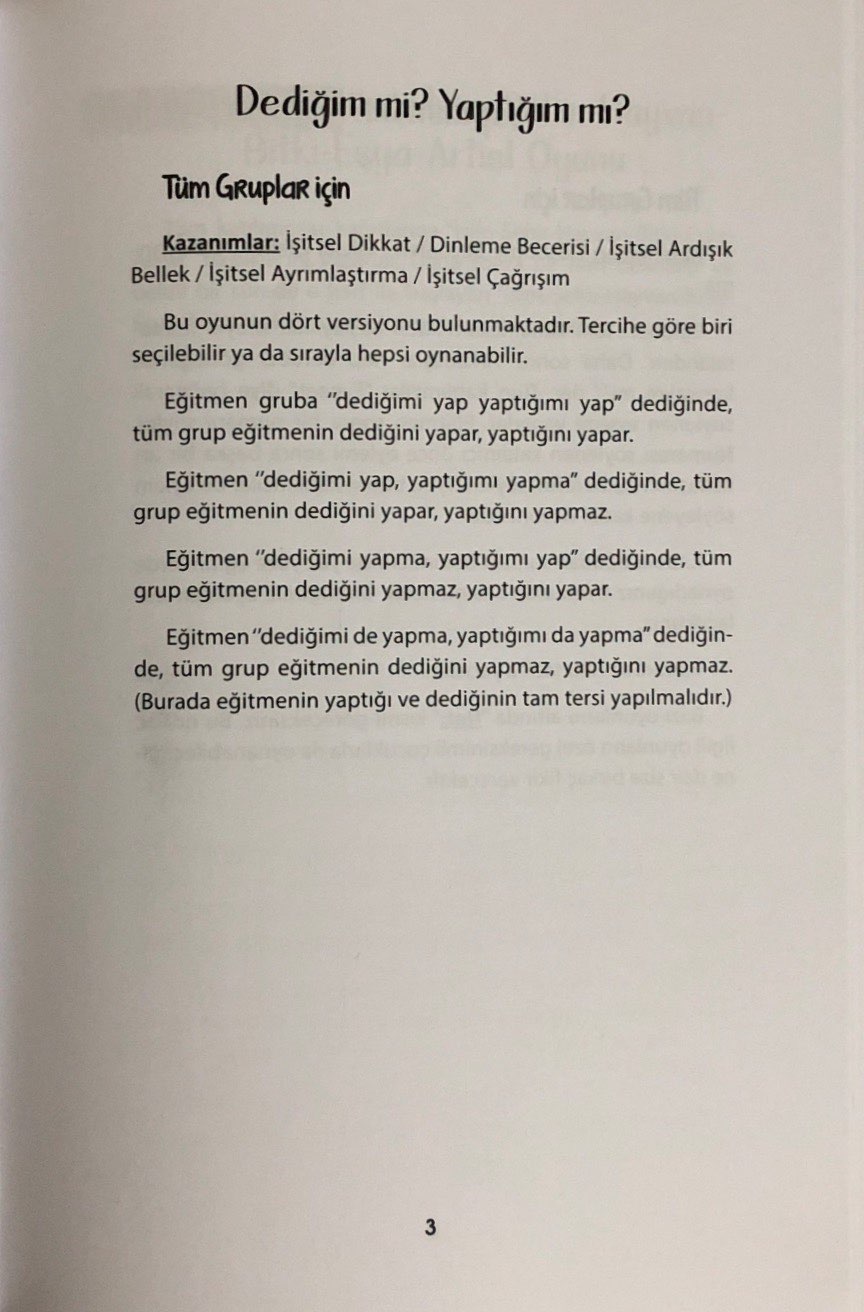 Dediğim mi? Yaptığım mı?
Tüm Gruplar için
Kazanımlar: İşitsel Dikkat / Dinleme Becerisi / İşitsel Ardışık
Bellek / İşitsel Ayrımlaştırma / İşitsel Çağrışım
Bu oyunun dört versiyonu bulunmaktadır. Tercihe göre biri
seçilebilir ya da sırayla hepsi oynanabilir.
Eğitmen gruba ‘’dediğimi yap yaptığımı yap” dediğinde,
tüm grup eğitmenin dediğini yapar, yaptığını yapar.
Eğitmen ‘’dediğimi yap, yaptığımı yapma” dediğinde, tüm
grup eğitmenin dediğini yapar, yaptığını yapmaz.
Eğitmen ‘’dediğimi yapma, yaptığımı yap” dediğinde, tüm
grup eğitmenin dediğini yapmaz, yaptığını yapar.
Eğitmen ‘’dediğimi de yapma, yaptığımı da yapma” dediğin-
de, tüm grup eğitmenin dediğini yapmaz, yaptığını yapmaz.
(Burada eğitmenin yaptığı ve dediğinin tam tersi yapılmalıdır.)
3